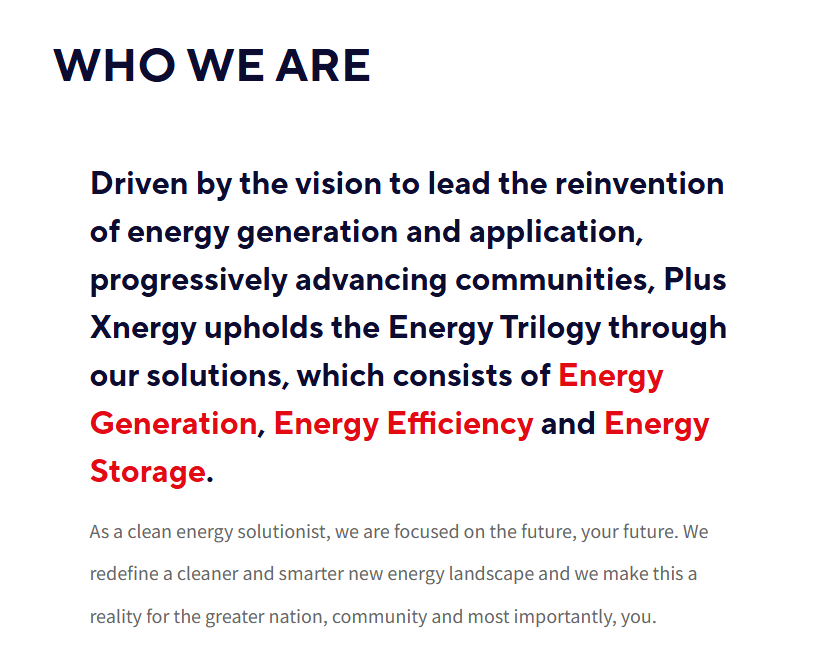 WHO WE ARE
Driven by the vision to lead the reinvention
of energy generation and application,
progressively advancing communities, Plus
Xnergy upholds the Energy Trilogy through
our solutions, which consists of Energy
Generation, Energy Efficiency and Energy
Storage.
As a clean energy solutionist, we are focused on the future, your future. We
redefine a cleaner and smarter new energy landscape and we make this a
reality for the greater nation, community and most importantly, you.